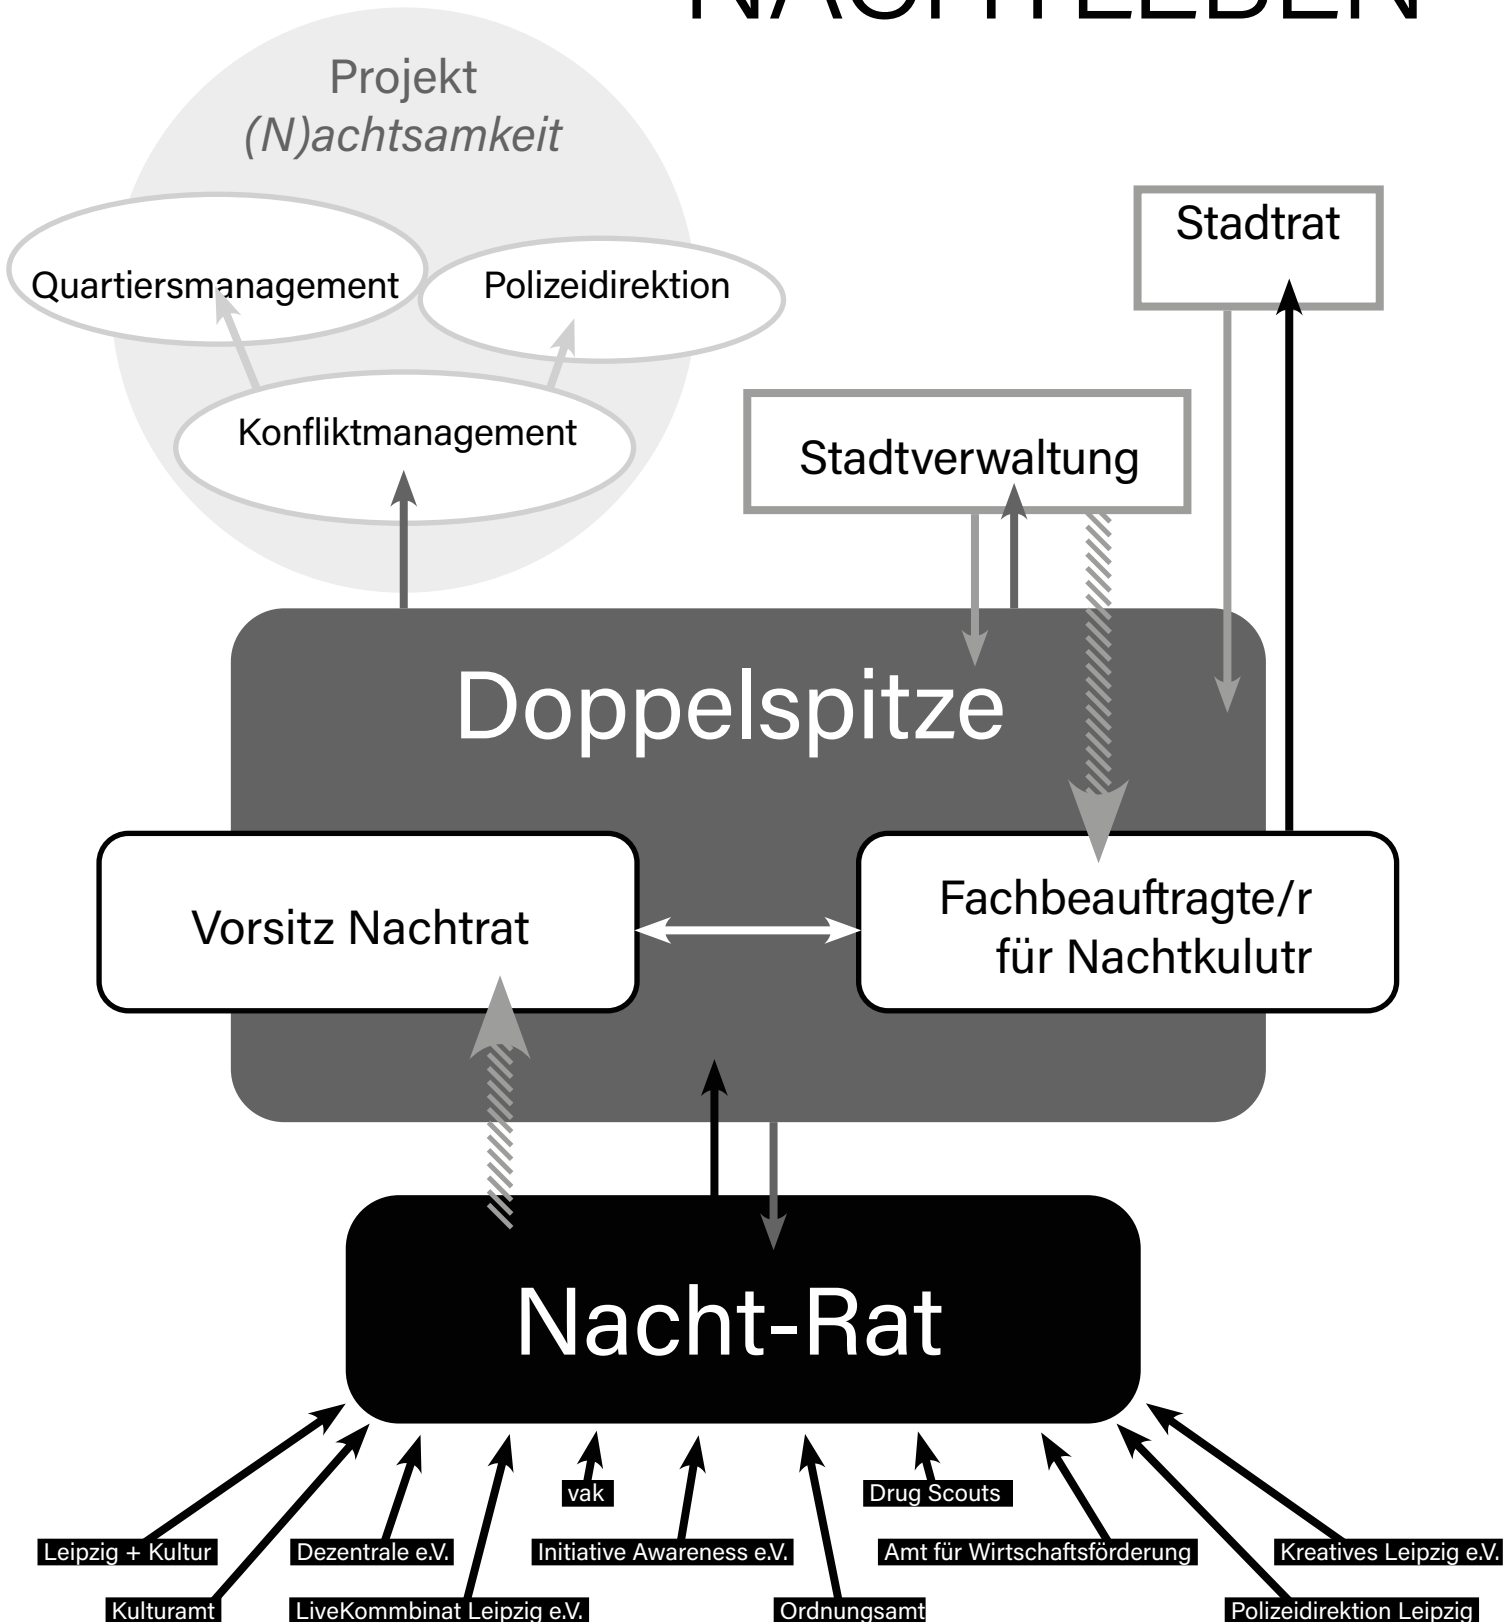 NACHTLEBEN
Projekt
(N)achtsamkeit
Stadtrat
Quartiersmanagement
Polizeidirektion
Konfliktmanagement
Stadtverwaltung
Doppelspitze
Vorsitz Nachtrat
Fachbeauftragte/r
für Nachtkulutr
Nacht-Rat
vak
Drug Scouts
Leipzig + Kultur
Dezentrale e.V.
Initiative Awareness e.V.
Amt für Wirtschaftsförderung
Kreatives Leipzig e.V.
Kulturamt
LiveKommbinat Leipzig e.V.
Ordnungsamt
Polizeidirektion Leipzig